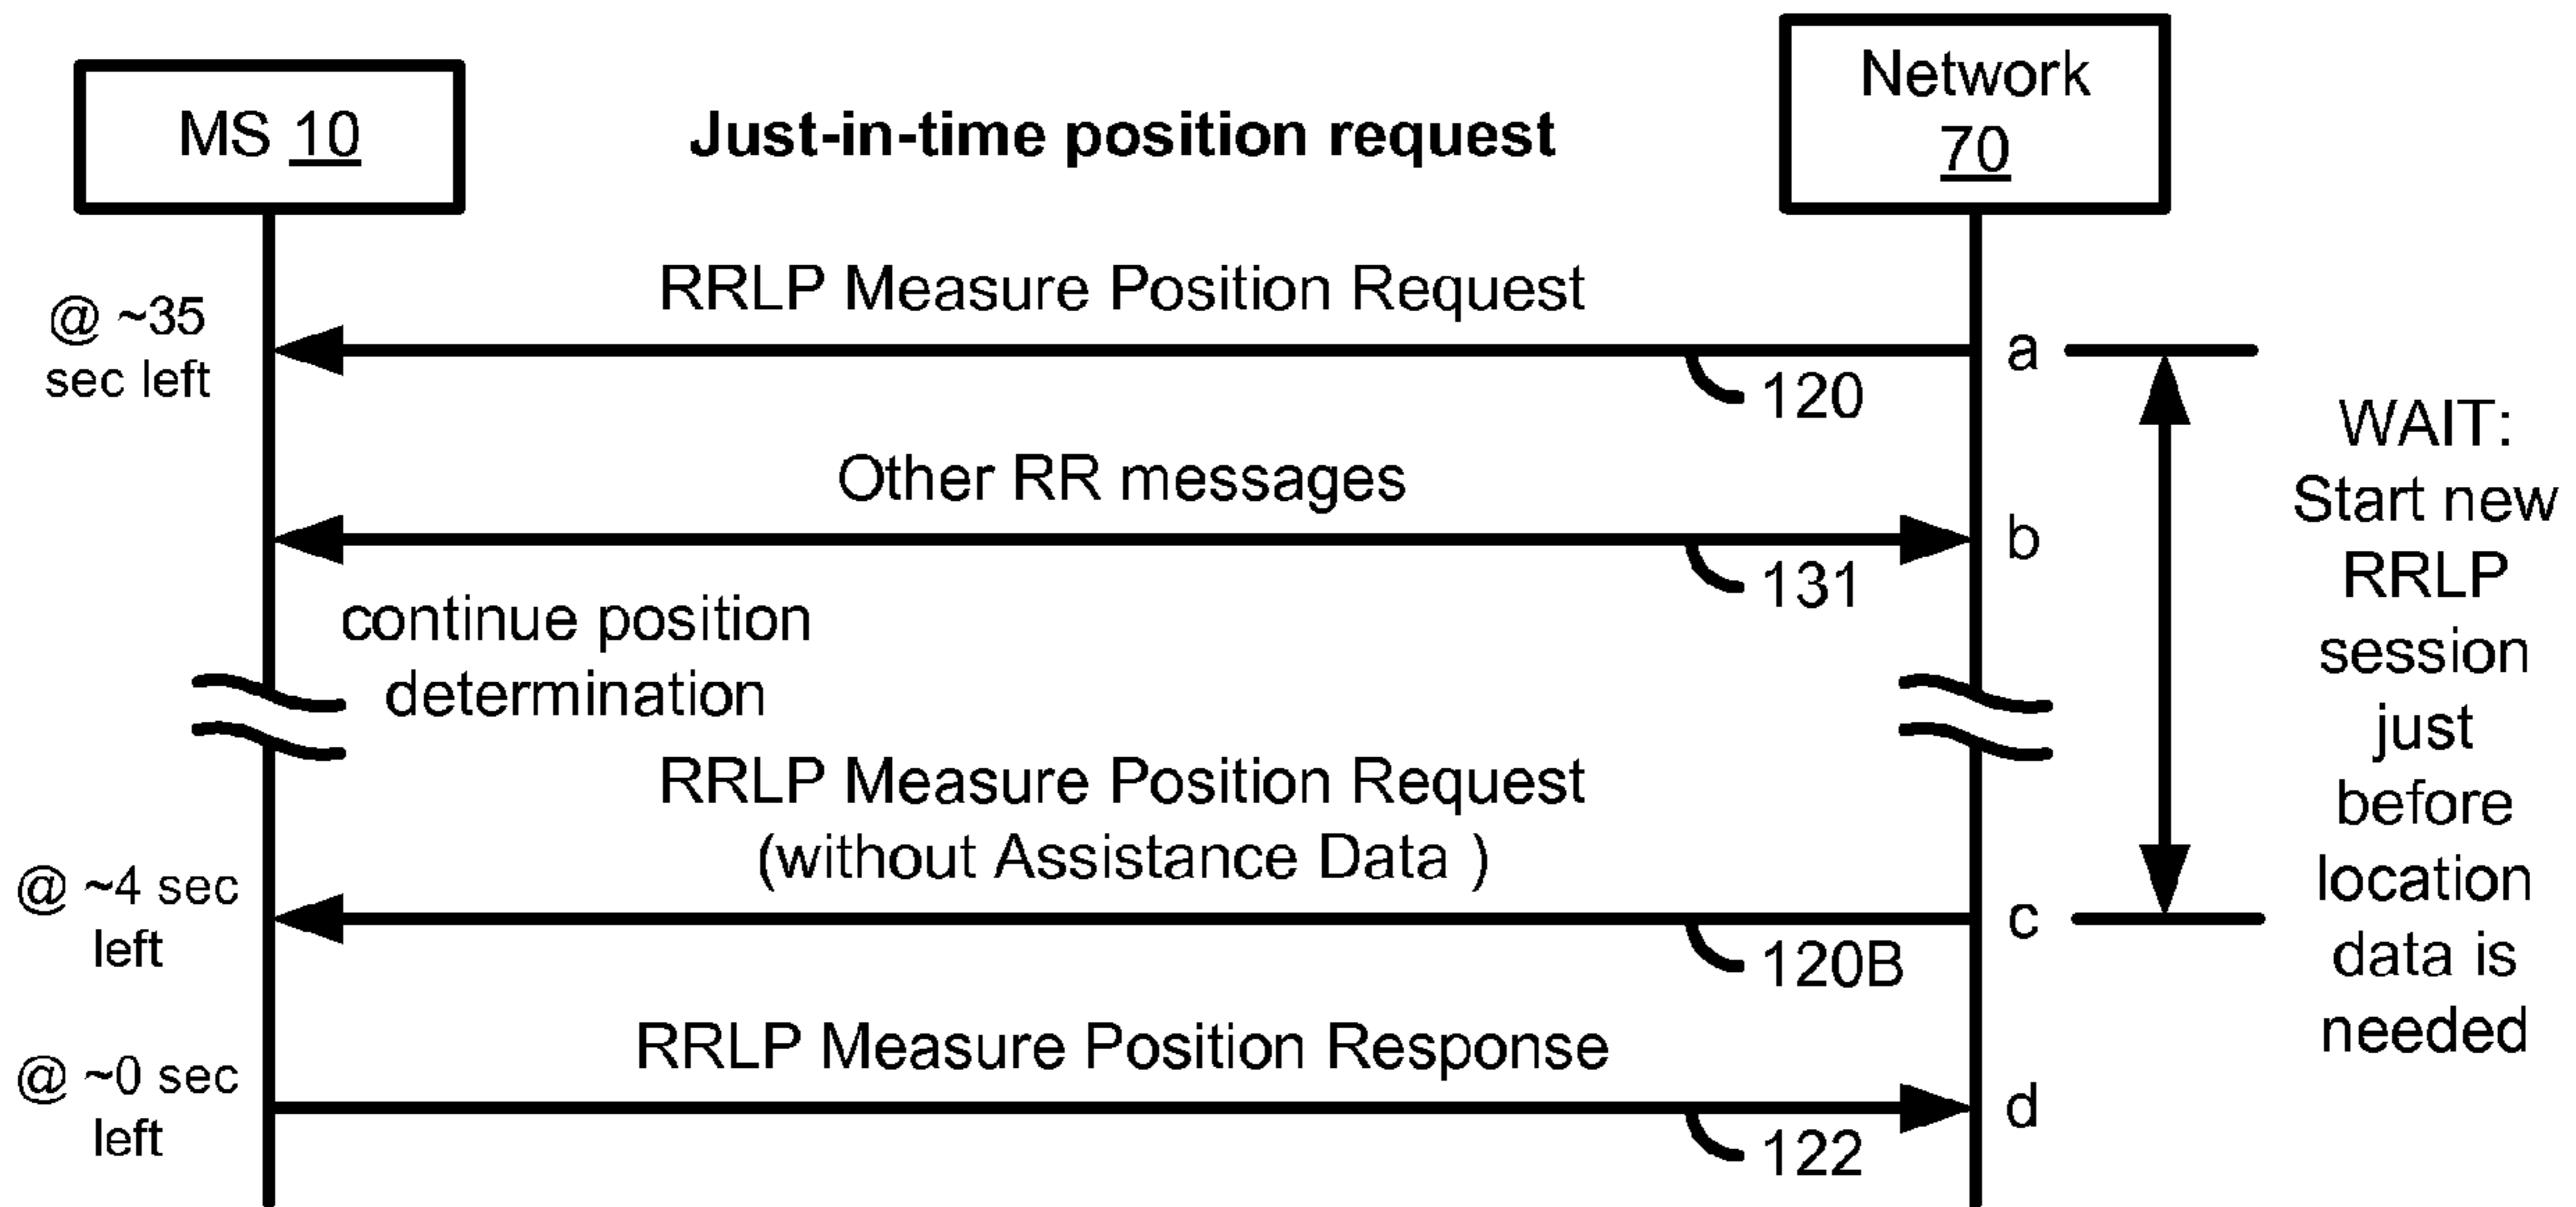 MS 10
Just-in-time position request
Network
70
RRLP Measure Position Request
@ ~35
sec left
a
120
Other RR messages
b
131
continue position
determination
RRLP Measure Position Request
(without Assistance Data )
@ ~4 sec
left
c
120B
RRLP Measure Position Response
@ ~0 sec
left
d
122
WAIT:
Start new
RRLP
session
just
before
location
data is
needed